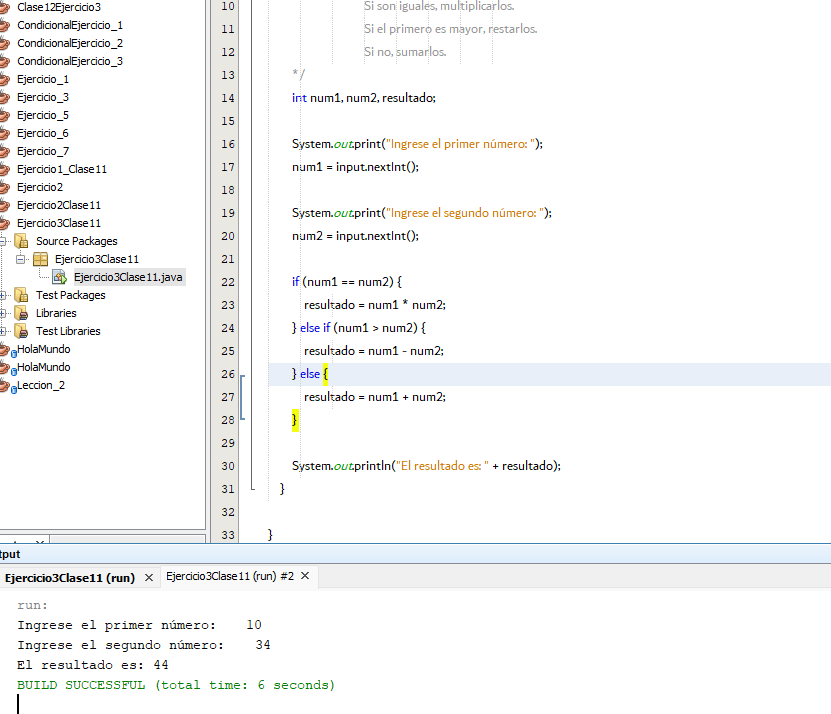 Clase12Ejercicio3
CondicionalEjercicio_1
CondicionalEjercicio_2
CondicionalEjercicio_3
Ejercicio_1
Ejercicio_3
Ejercicio_5
Ejercicio_6
Ejercicio_7
Ejercicio1_Clase11
Ejercicio2
Ejercicio2Clase11
Ejercicio3Clase11
Source Packages
Ejercicio3Clase11
Ejercicio3Clase11.java
Test Packages
Libraries
Test Libraries
HolaMundo
HolaMundo
Leccion_2
10 Si son iguales, multiplicarlos.
11 Si el primero es mayor, restarlos.
12 Si no, sumarlos.
13 */
14 int num1, num2, resultado;
15
16 System.out.print("Ingrese el primer número: ");
17 num1 = input.nextInt();
18
19 System.out.print("Ingrese el segundo número: ");
20 num2 = input.nextInt();
21
22 if (num1 == num2) {
23 resultado = num1 * num2;
24 } else if (num1 > num2) {
25 resultado = num1 - num2;
26 } else {
27 resultado = num1 + num2;
28 }
29
30 System.out.println("El resultado es: " + resultado);
31 }
32
33 }
tput
Ejercicio3Clase11 (run) × Ejercicio3Clase11 (run) #2 ×
run:
Ingrese el primer número: 10
Ingrese el segundo número: 34
El resultado es: 44
BUILD SUCCESSFUL (total time: 6 seconds)